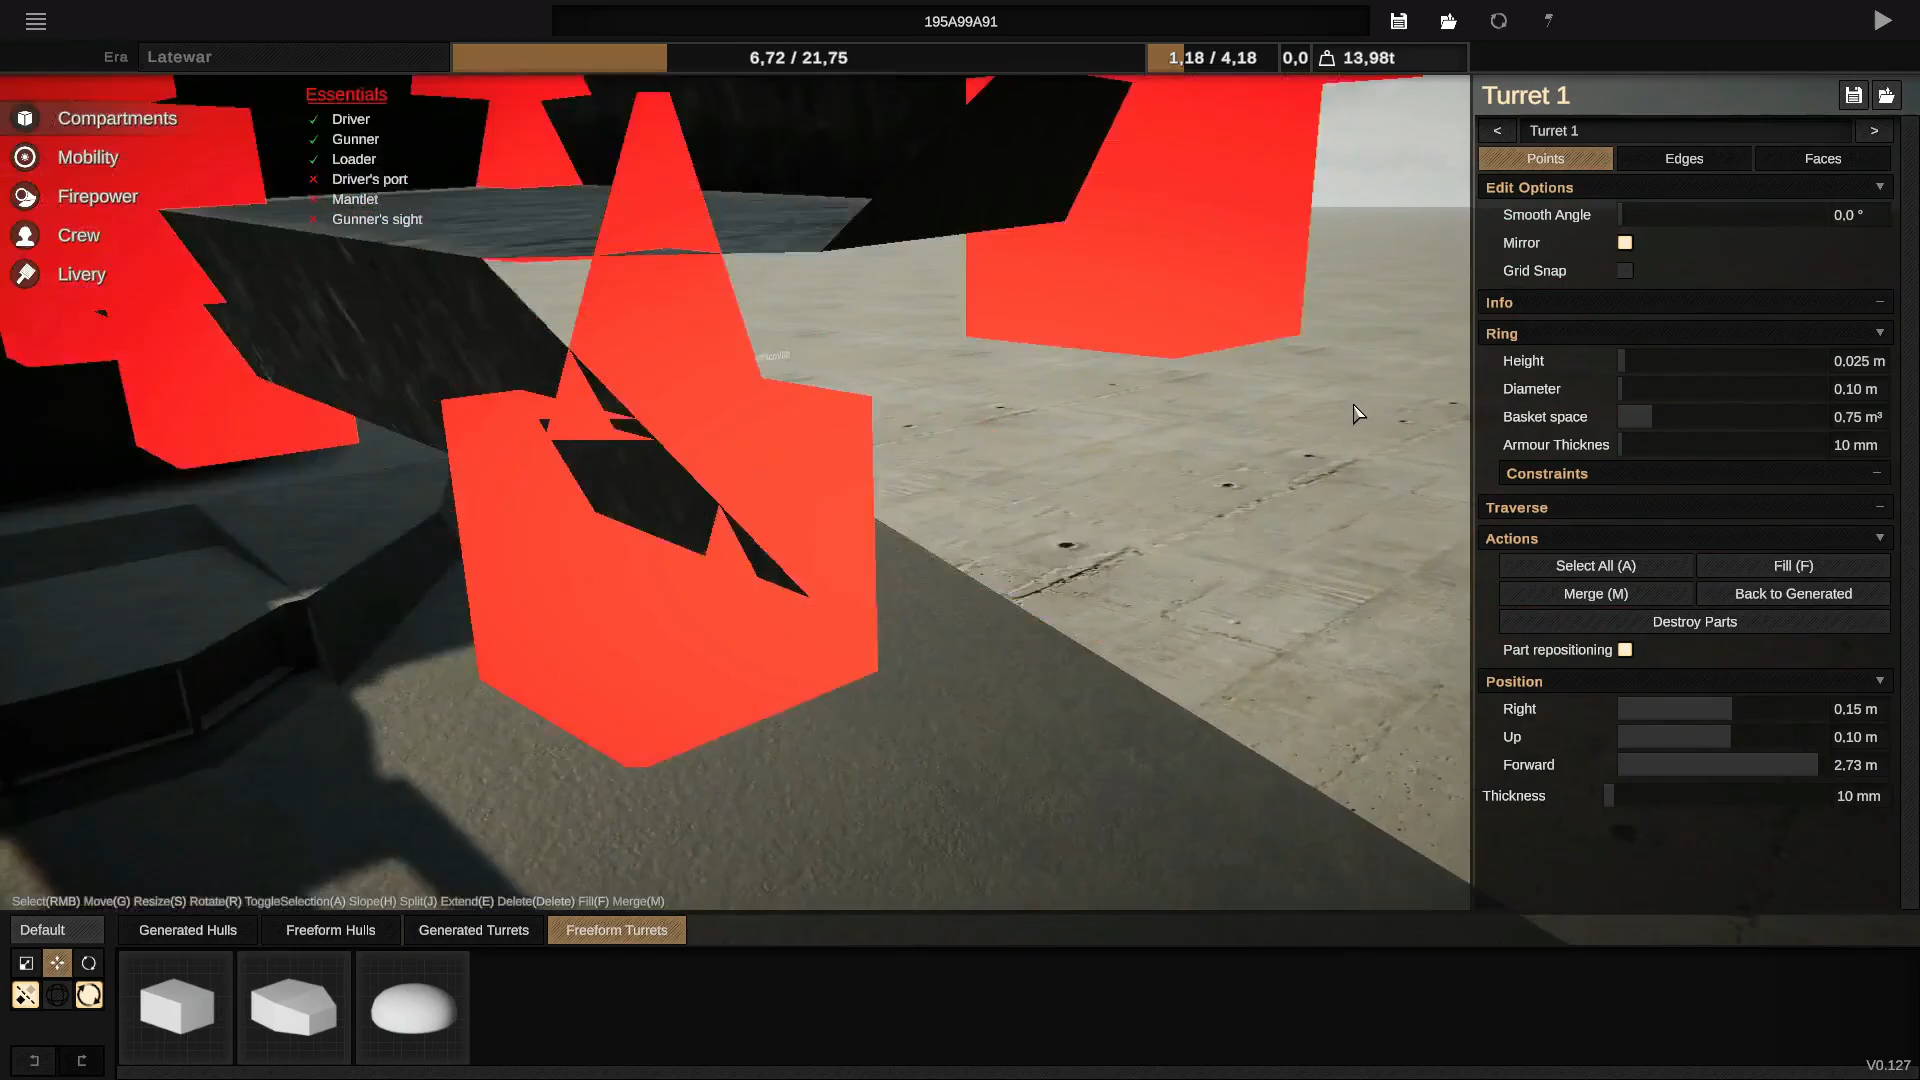 195A99A91
Era Latewar 6,72 / 21,75 1,18 / 4,18 0,0 13,98t
Compartments
Mobility
Firepower
Crew
Livery
Essentials
Driver
Gunner
Loader
Driver's port
Mantlet
Gunner's sight
Turret 1
< Turret 1 >
Points Edges Faces
Edit Options
Smooth Angle 0,0 °
Mirror
Grid Snap
Info
Ring
Height 0,025 m
Diameter 0,10 m
Basket space 0,75 m³
Armour Thicknes 10 mm
Constraints
Traverse
Actions
Select All (A) Fill (F)
Merge (M) Back to Generated
Destroy Parts
Part repositioning
Position
Right 0,15 m
Up 0,10 m
Forward 2,73 m
Thickness 10 mm
Select(RMB) Move(G) Resize(S) Rotate(R) ToggleSelection(A) Slope(H) Split(J) Extend(E) Delete(Delete) Fill(F) Merge(M)
Default Generated Hulls Freeform Hulls Generated Turrets Freeform Turrets
V0.127